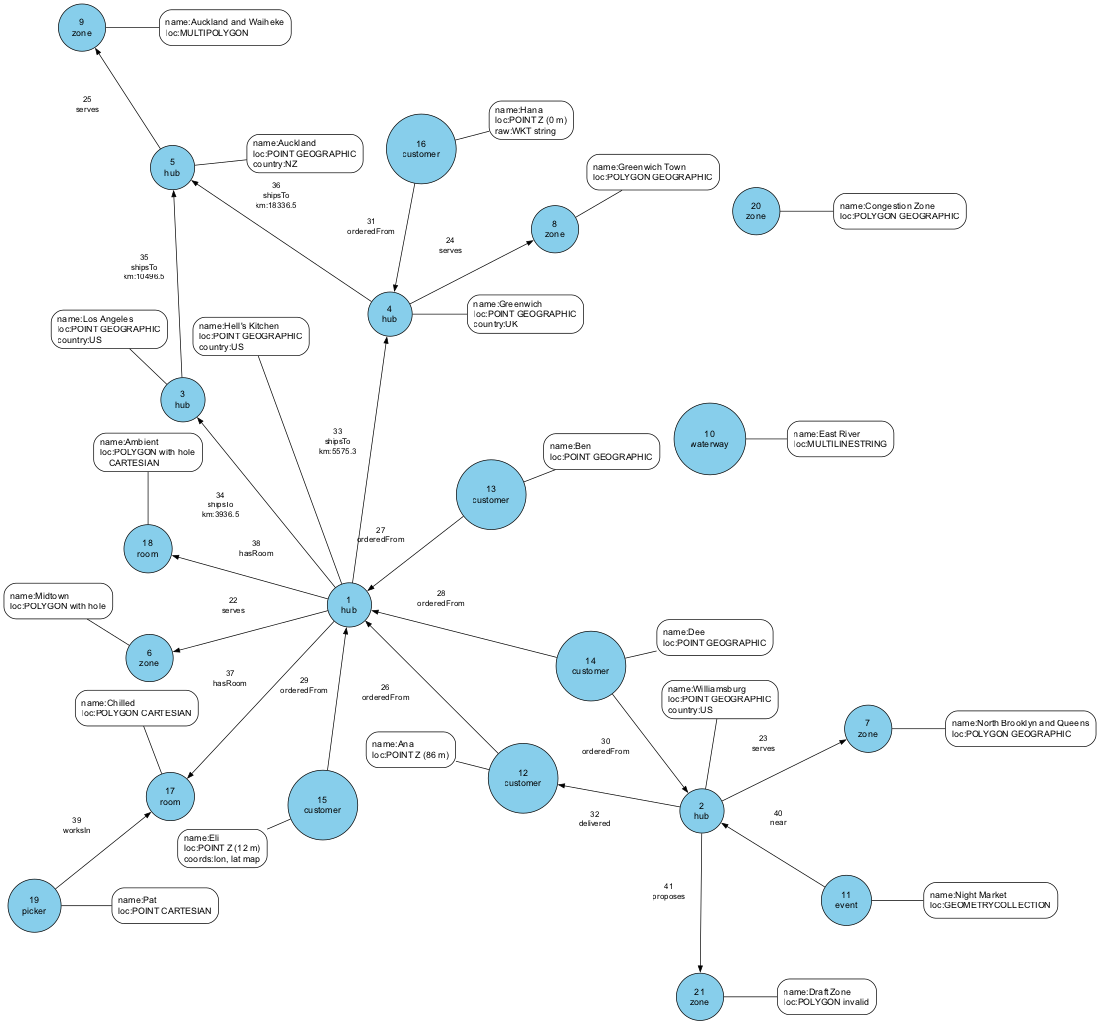 9
zone
name:Auckland and Waiheke
loc:MULTIPOLYGON
25
serves
16
customer
name:Hana
loc:POINT Z (0 m)
raw:WKT string
5
hub
name:Auckland
loc:POINT GEOGRAPHIC
country:NZ
36
shipsTo
km:18336.5
31
orderedFrom
name:Greenwich Town
loc:POLYGON GEOGRAPHIC
8
zone
24
serves
20
zone
name:Congestion Zone
loc:POLYGON GEOGRAPHIC
35
shipsTo
km:10496.5
4
hub
name:Greenwich
loc:POINT GEOGRAPHIC
country:UK
name:Los Angeles
loc:POINT GEOGRAPHIC
country:US
name:Hell's Kitchen
loc:POINT GEOGRAPHIC
country:US
3
hub
33
shipsTo
km:5575.3
10
waterway
name:East River
loc:MULTILINESTRING
name:Ambient
loc:POLYGON with hole
CARTESIAN
name:Ben
loc:POINT GEOGRAPHIC
13
customer
34
shipsTo
km:3936.5
18
room
38
hasRoom
27
orderedFrom
name:Midtown
loc:POLYGON with hole
22
serves
1
hub
28
orderedFrom
6
zone
name:Dee
loc:POINT GEOGRAPHIC
14
customer
37
hasRoom
29
orderedFrom
26
orderedFrom
name:Chilled
loc:POLYGON CARTESIAN
name:Williamsburg
loc:POINT GEOGRAPHIC
country:US
7
zone
name:North Brooklyn and Queens
loc:POLYGON GEOGRAPHIC
23
serves
name:Ana
loc:POINT Z (86 m)
30
orderedFrom
12
customer
17
room
15
customer
2
hub
32
delivered
40
near
39
worksIn
name:Eli
loc:POINT Z (12 m)
coords:lon, lat map
41
proposes
19
picker
name:Pat
loc:POINT CARTESIAN
11
event
name:Night Market
loc:GEOMETRYCOLLECTION
21
zone
name:Draft Zone
loc:POLYGON invalid